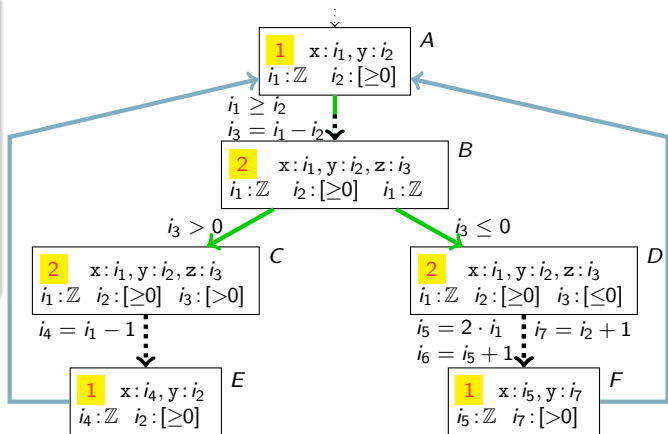 A
1 x:i₁, y:i₂
i₁:ℤ i₂:[≥0]
i₁ ≥ i₂
i₃ = i₁ − i₂
B
2 x:i₁, y:i₂, z:i₃
i₁:ℤ i₂:[≥0] i₁:ℤ
i₃ > 0
i₃ ≤ 0
C
2 x:i₁, y:i₂, z:i₃
i₁:ℤ i₂:[≥0] i₃:[>0]
D
2 x:i₁, y:i₂, z:i₃
i₁:ℤ i₂:[≥0] i₃:[≤0]
i₄ = i₁ − 1
i₅ = 2 · i₁ i₇ = i₂ + 1
i₆ = i₅ + 1
E
1 x:i₄, y:i₂
i₄:ℤ i₂:[≥0]
F
1 x:i₅, y:i₇
i₅:ℤ i₇:[>0]